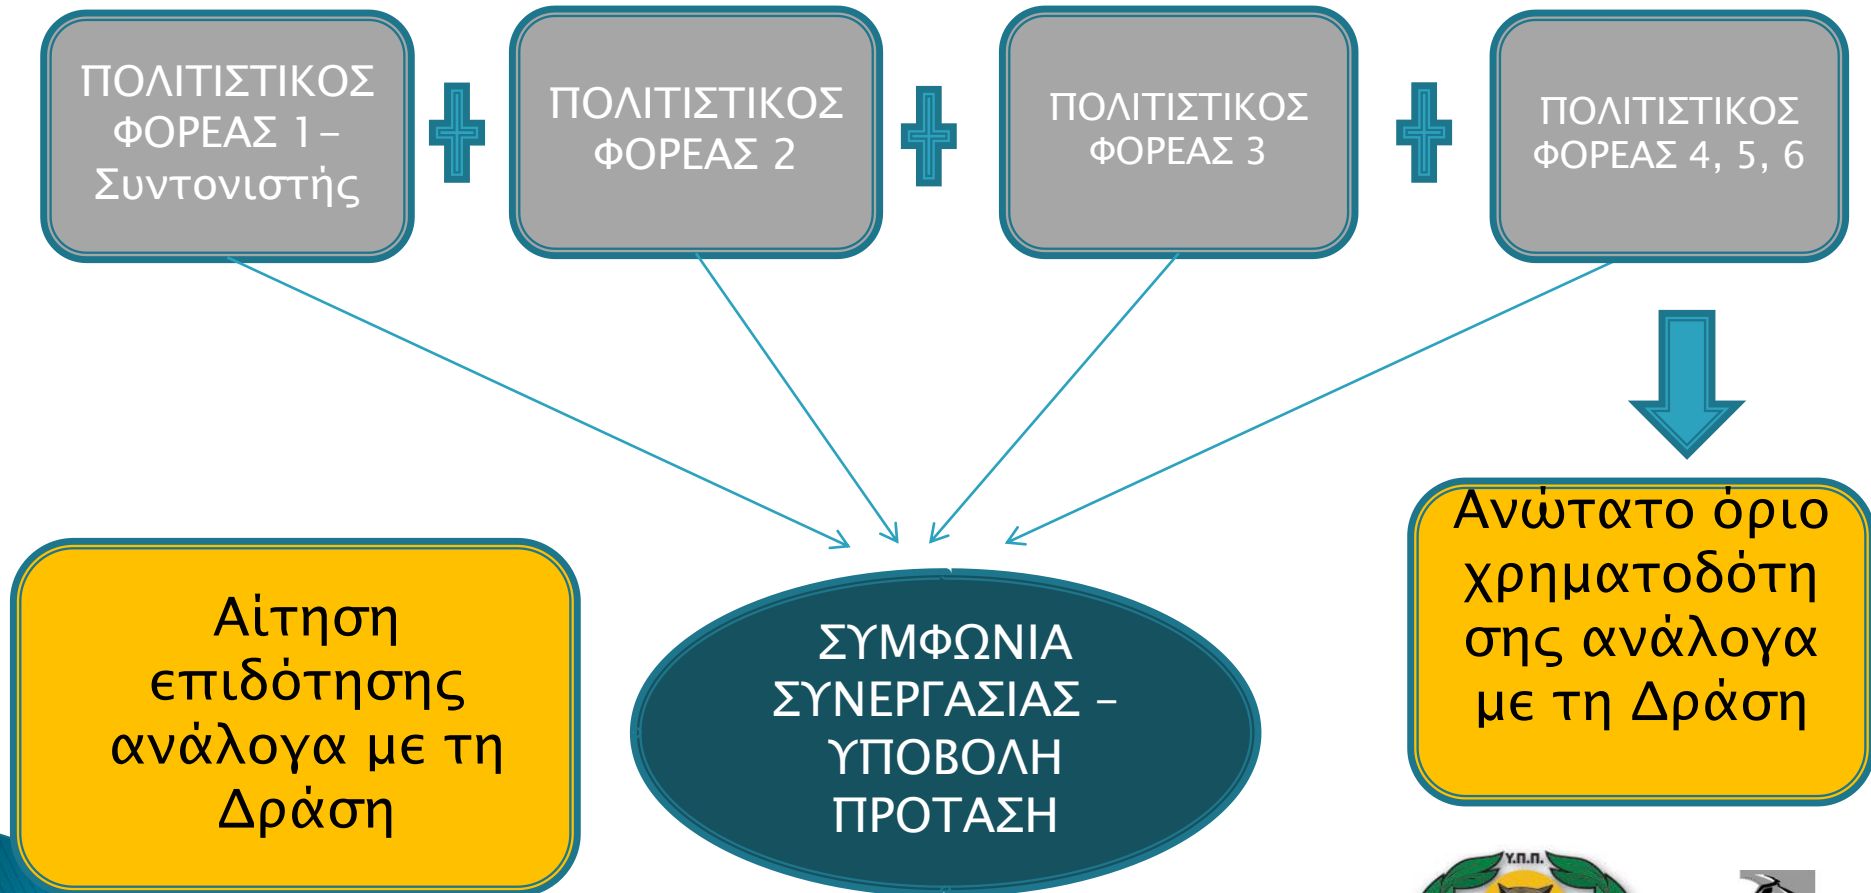 ΠΟΛΙΤΙΣΤΙΚΟΣ
ΦΟΡΕΑΣ 1–
Συντονιστής
ΠΟΛΙΤΙΣΤΙΚΟΣ
ΦΟΡΕΑΣ 2
ΠΟΛΙΤΙΣΤΙΚΟΣ
ΦΟΡΕΑΣ 3
ΠΟΛΙΤΙΣΤΙΚΟΣ
ΦΟΡΕΑΣ 4, 5, 6
Αίτηση
επιδότησης
ανάλογα με τη
Δράση
ΣΥΜΦΩΝΙΑ
ΣΥΝΕΡΓΑΣΙΑΣ –
ΥΠΟΒΟΛΗ
ΠΡΟΤΑΣΗ
Ανώτατο όριο
χρηματοδότη
σης ανάλογα
με τη Δράση
Υ.Π.Π.